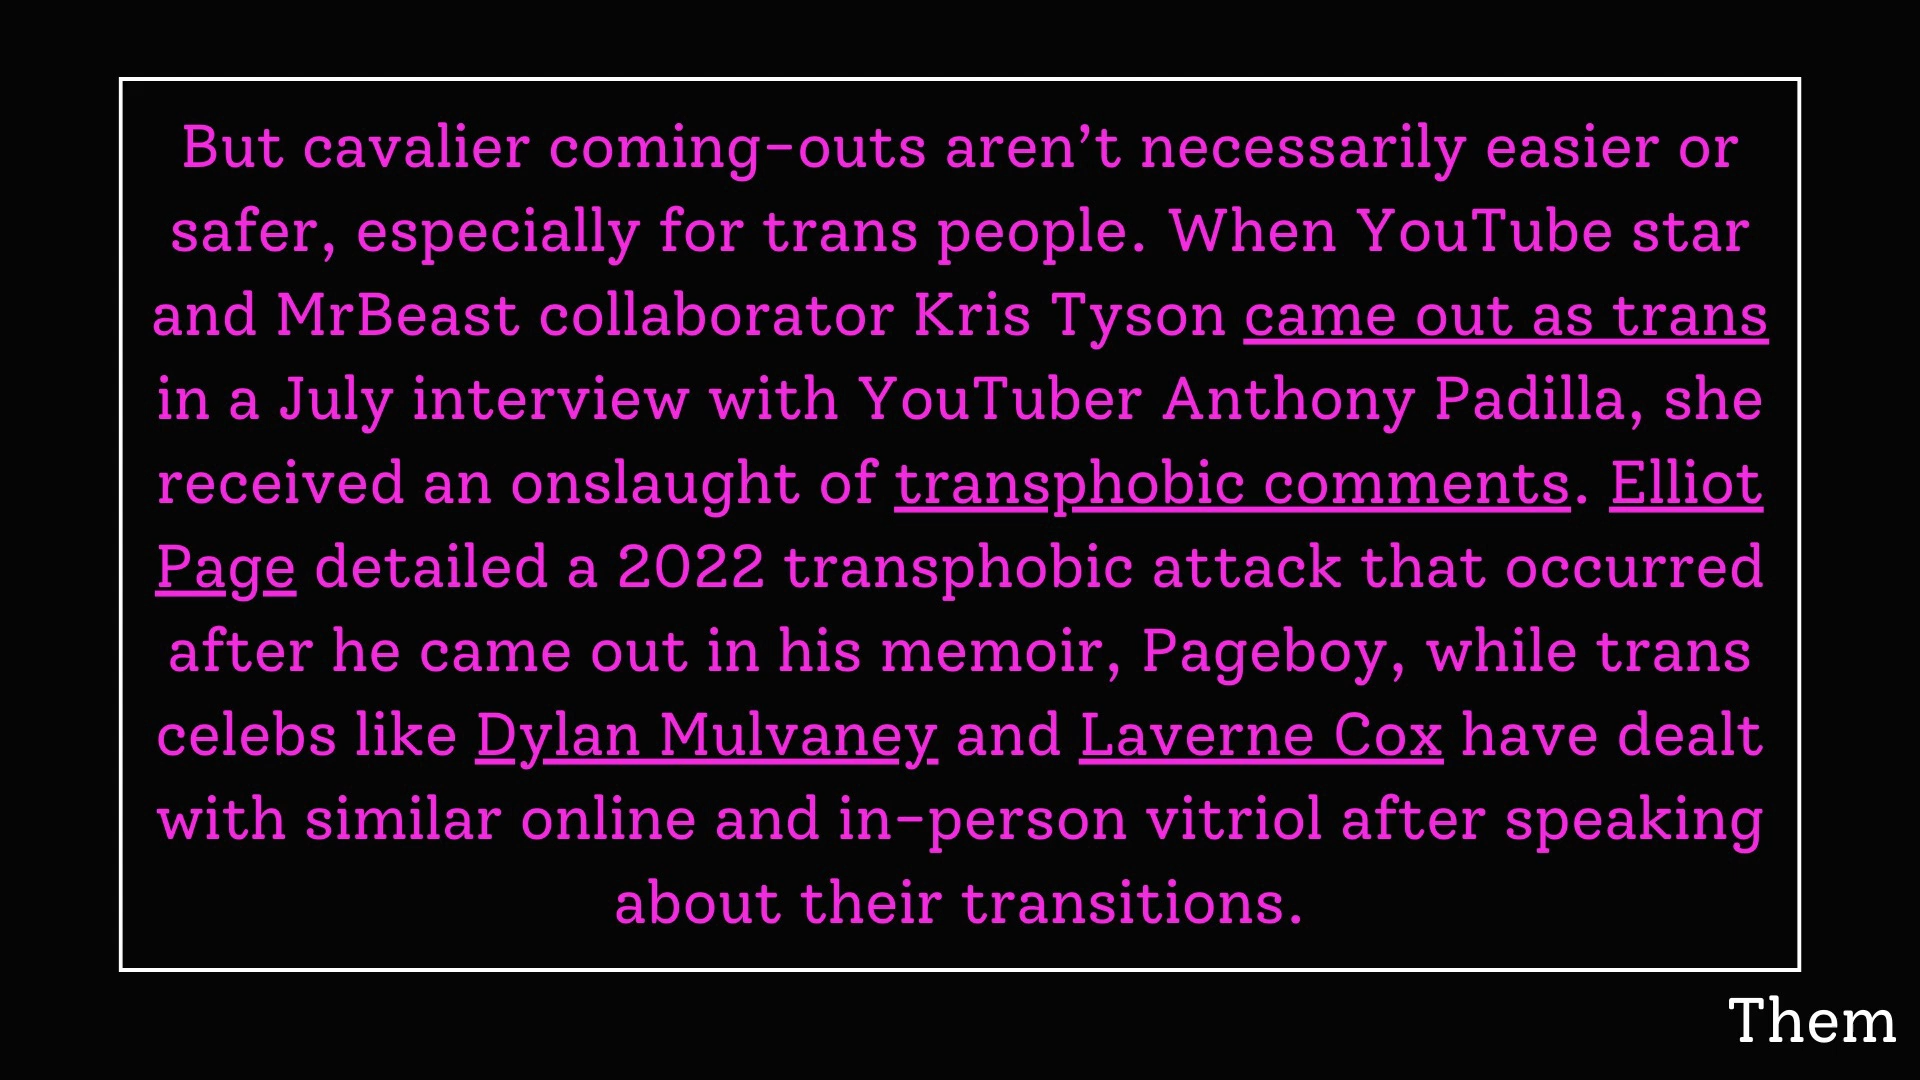 But cavalier coming-outs aren’t necessarily easier or
safer, especially for trans people. When YouTube star
and MrBeast collaborator Kris Tyson came out as trans
in a July interview with YouTuber Anthony Padilla, she
received an onslaught of transphobic comments. Elliot
Page detailed a 2022 transphobic attack that occurred
after he came out in his memoir, Pageboy, while trans
celebs like Dylan Mulvaney and Laverne Cox have dealt
with similar online and in-person vitriol after speaking
about their transitions.
Them